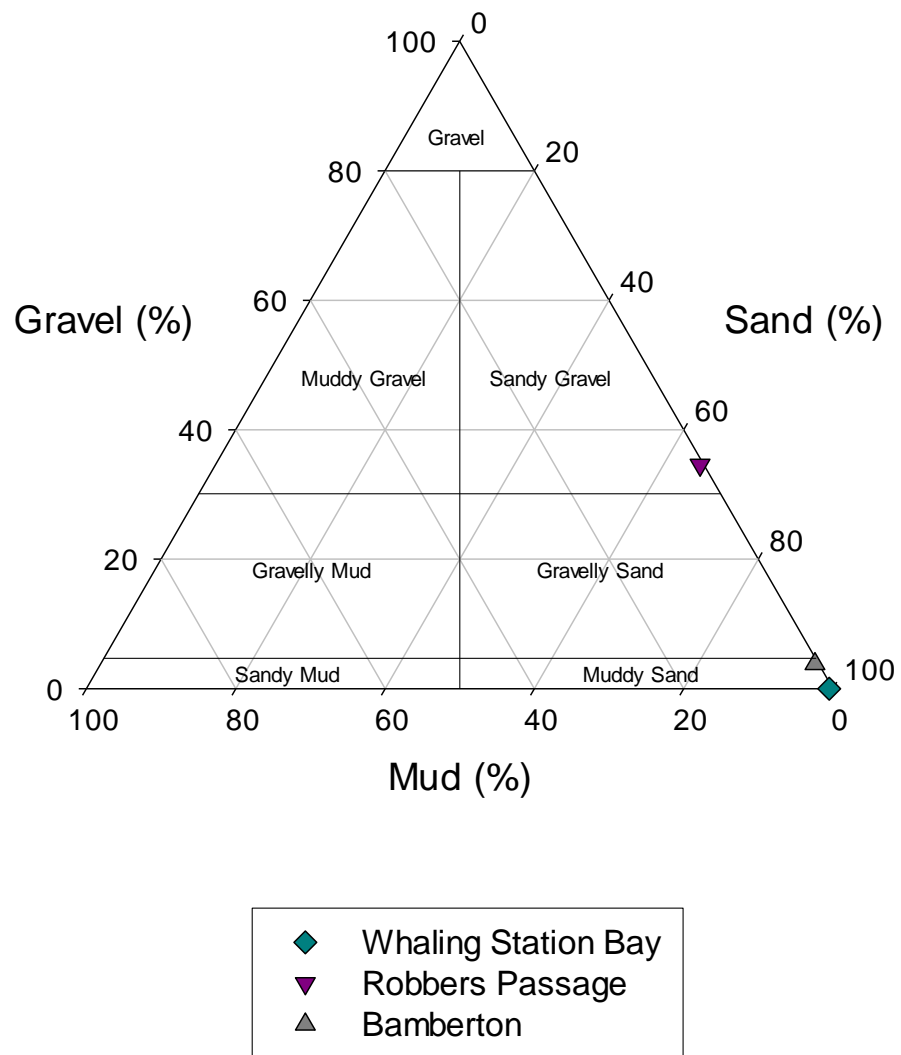 0
100
Gravel
20
80
40
60
Gravel (%)
Sand (%)
Muddy Gravel
Sandy Gravel
60
40
80
20
Gravelly Mud
Gravelly Sand
100
Sandy Mud
Muddy Sand
0
100
80
60
40
20
0
Mud (%)
Whaling Station Bay
Robbers Passage
Bamberton